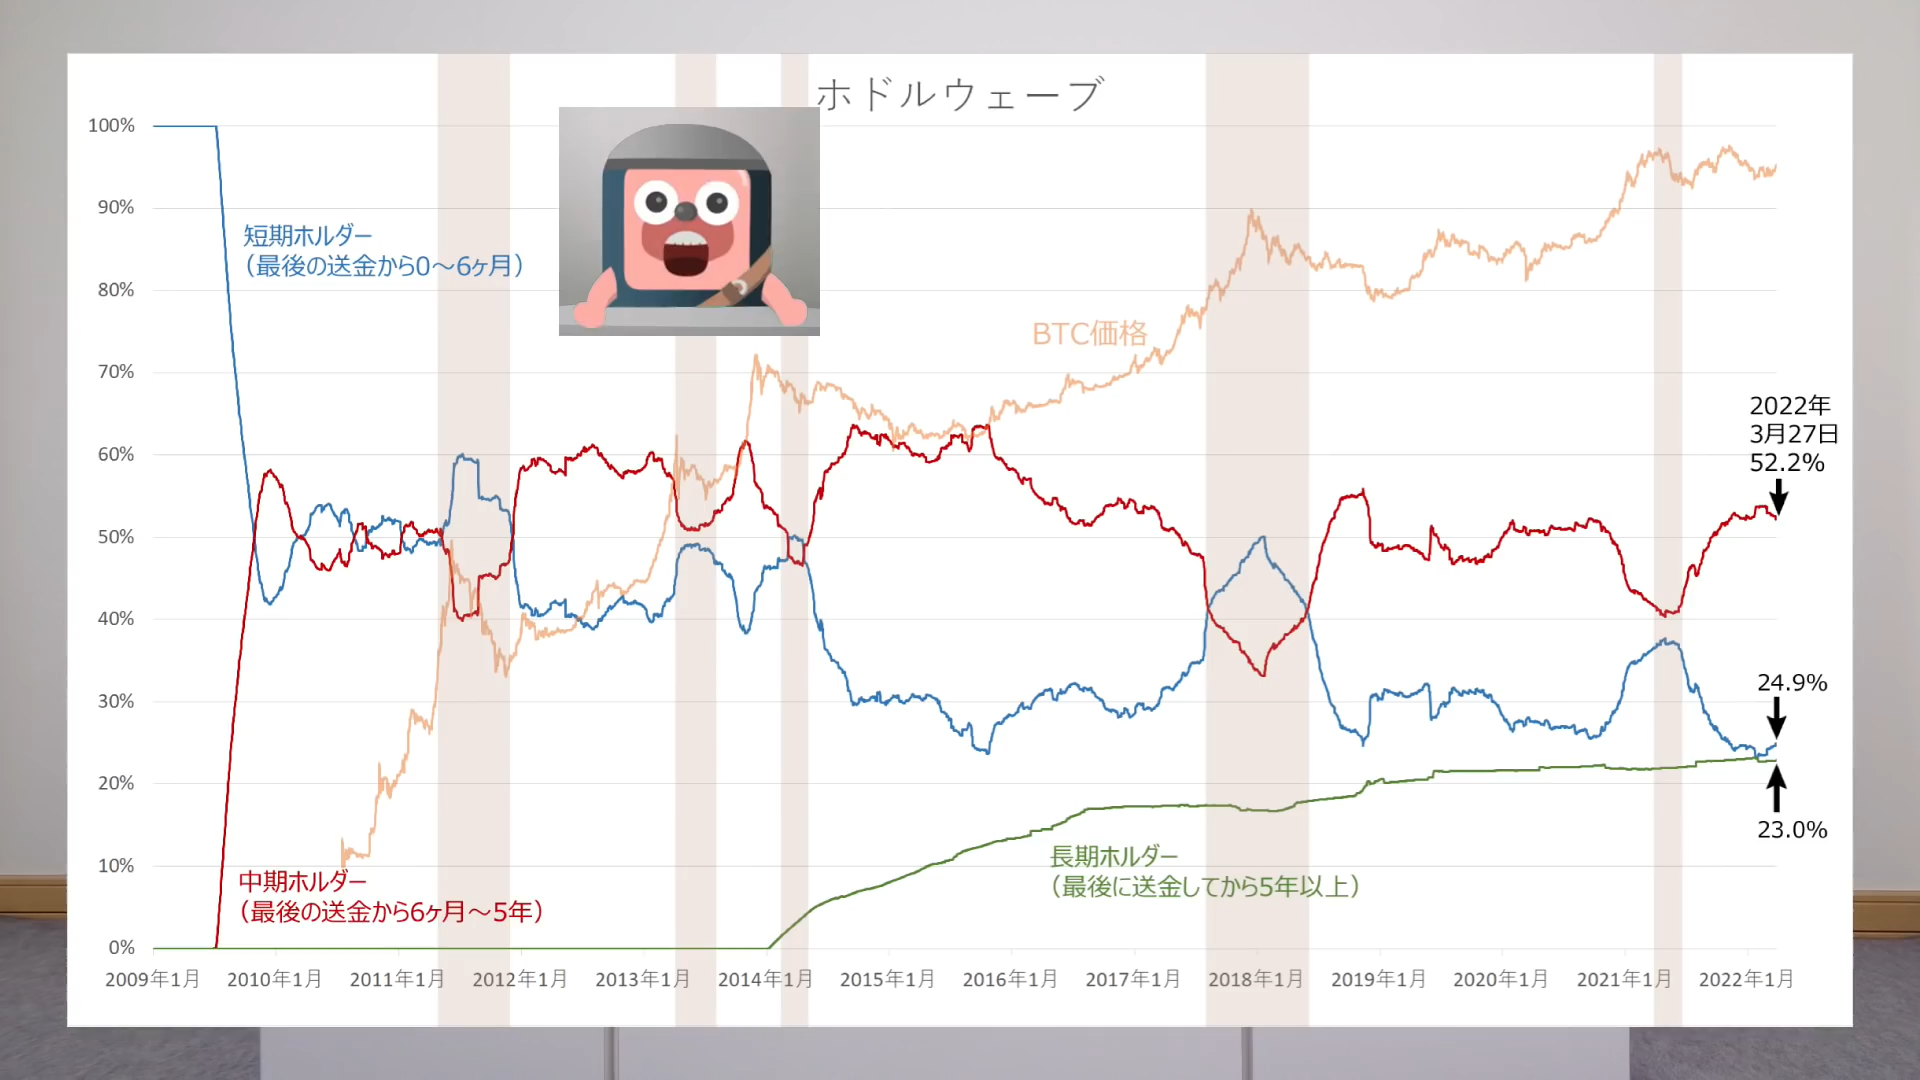 ホドルウェーブ
100%
90%
80%
70%
60%
50%
40%
30%
20%
10%
0%
短期ホルダー
（最後の送金から0～6ヶ月）
BTC価格
2022年
3月27日
52.2%
24.9%
23.0%
長期ホルダー
（最後に送金してから5年以上）
中期ホルダー
（最後の送金から6ヶ月～5年）
2009年1月 2010年1月 2011年1月 2012年1月 2013年1月 2014年1月 2015年1月 2016年1月 2017年1月 2018年1月 2019年1月 2020年1月 2021年1月 2022年1月